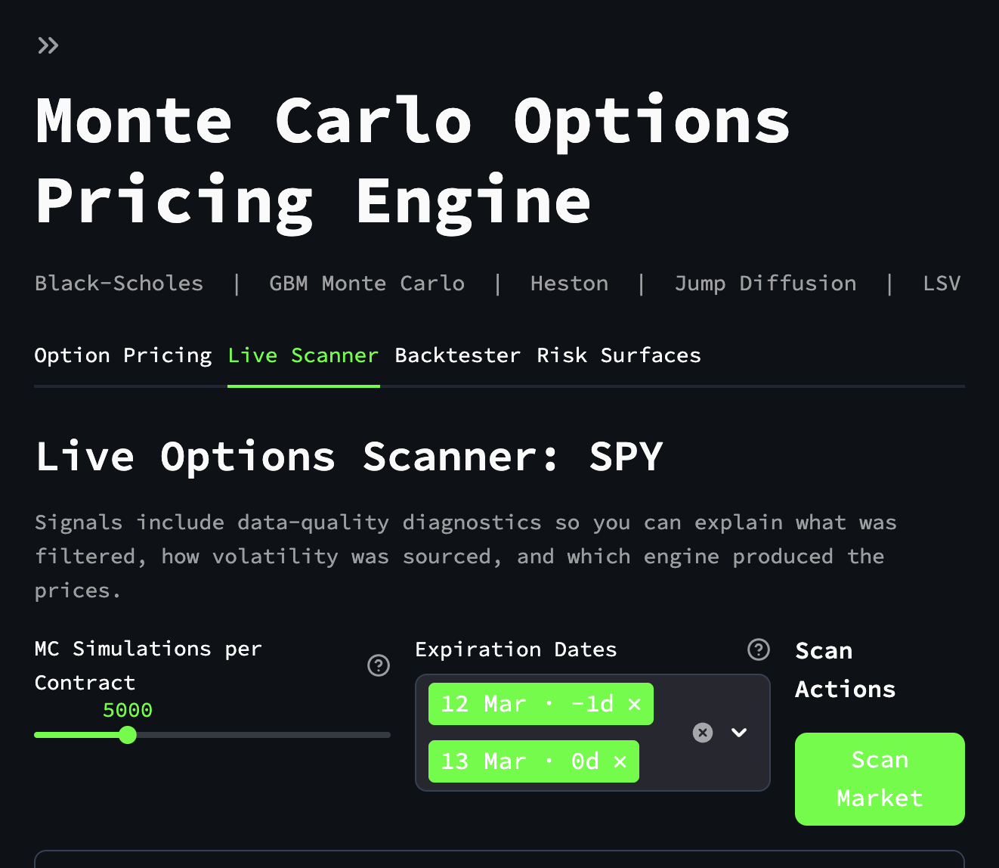 Monte Carlo Options
Pricing Engine
Black-Scholes | GBM Monte Carlo | Heston | Jump Diffusion | LSV
Option Pricing Live Scanner Backtester Risk Surfaces
Live Options Scanner: SPY
Signals include data-quality diagnostics so you can explain what was
filtered, how volatility was sourced, and which engine produced the
prices.
MC Simulations per
Contract
5000
Expiration Dates
12 Mar · -1d ×
13 Mar · 0d ×
Scan
Actions
Scan
Market